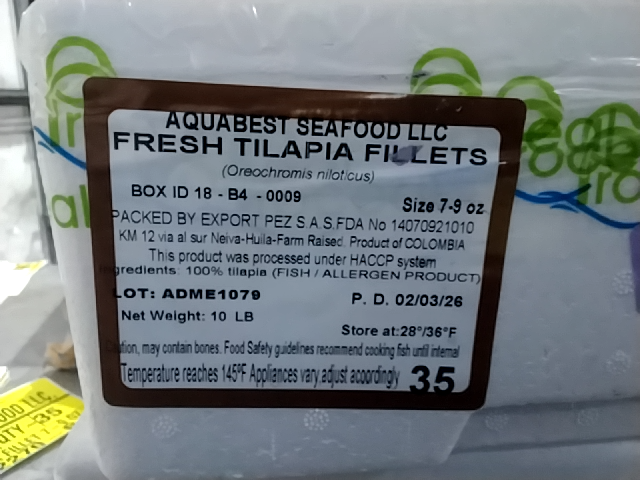 AQUABEST SEAFOOD LLC
FRESH TILAPIA FILLETS
(Oreochromis niloticus)
BOX ID 18 - B4 - 0009
Size 7-9 oz
PACKED BY EXPORT PEZ S.A.S.FDA No 14070921010
KM 12 via al sur Neiva-Huila-Farm Raised. Product of COLOMBIA
This product was processed under HACCP system
Ingredients: 100% tilapia (FISH / ALLERGEN PRODUCT)
LOT: ADME1079
P. D. 02/03/26
Net Weight: 10 LB
Store at:28°/36°F
may contain bones. Food Safety guidelines recommend cooking fish until internal
Temperature reaches 145ºF Appliances vary,adjust acoordingly
35
LLC
35